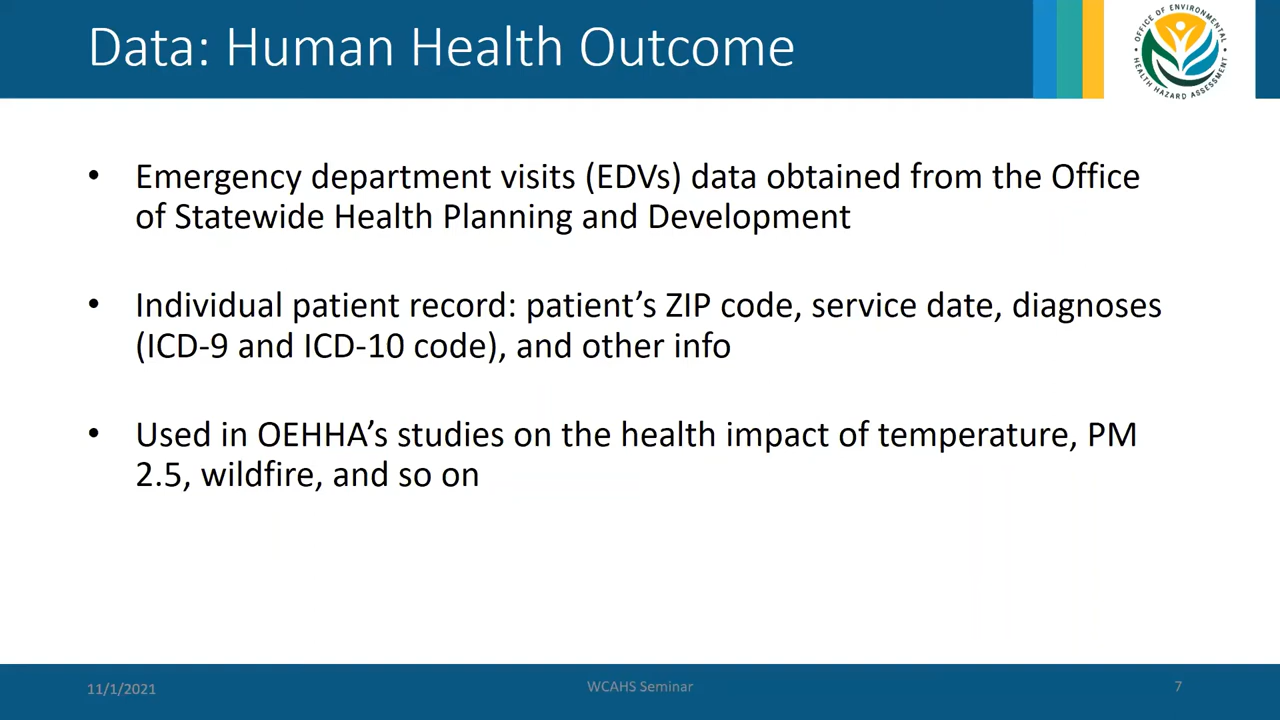 Data: Human Health Outcome
OFFICE OF ENVIRONMENTAL
HEALTH HAZARD ASSESSMENT
• Emergency department visits (EDVs) data obtained from the Office
of Statewide Health Planning and Development
• Individual patient record: patient’s ZIP code, service date, diagnoses
(ICD-9 and ICD-10 code), and other info
• Used in OEHHA’s studies on the health impact of temperature, PM
2.5, wildfire, and so on
11/1/2021
WCAHS Seminar
7